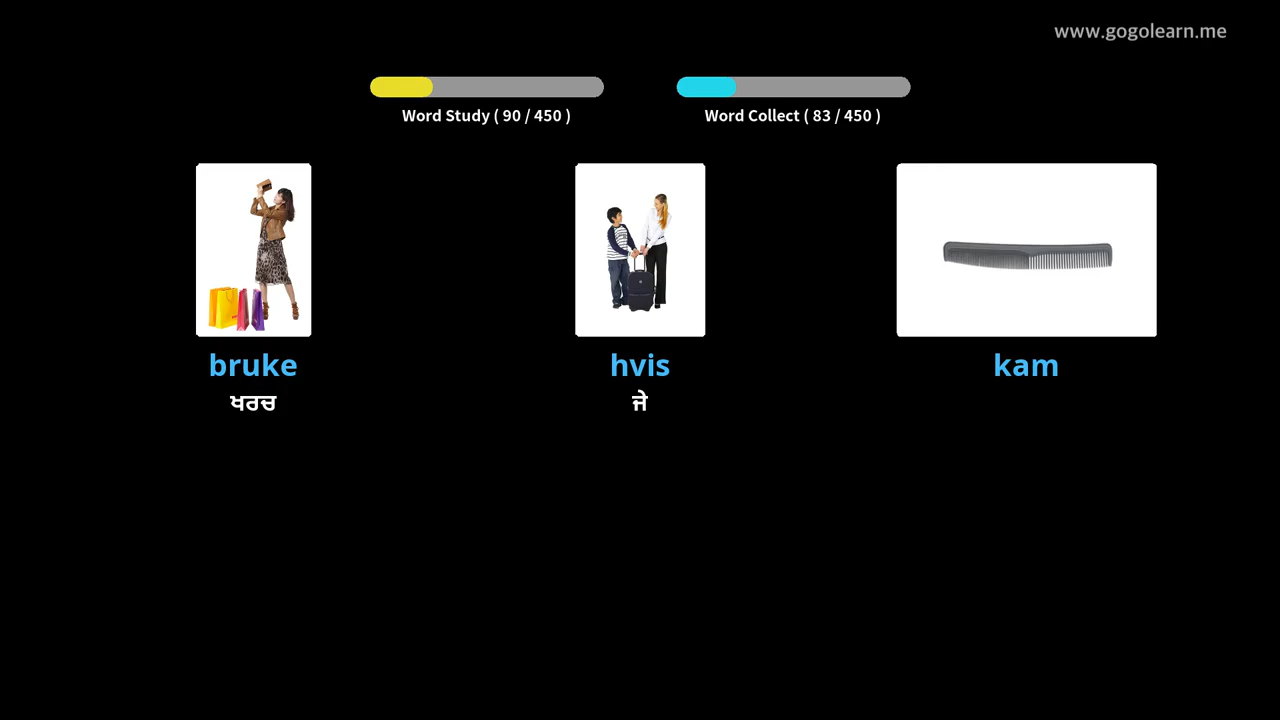 www.gogolearn.me
Word Study ( 90 / 450 )
Word Collect ( 83 / 450 )
bruke
ਖਰਚ
hvis
ਜੇ
kam